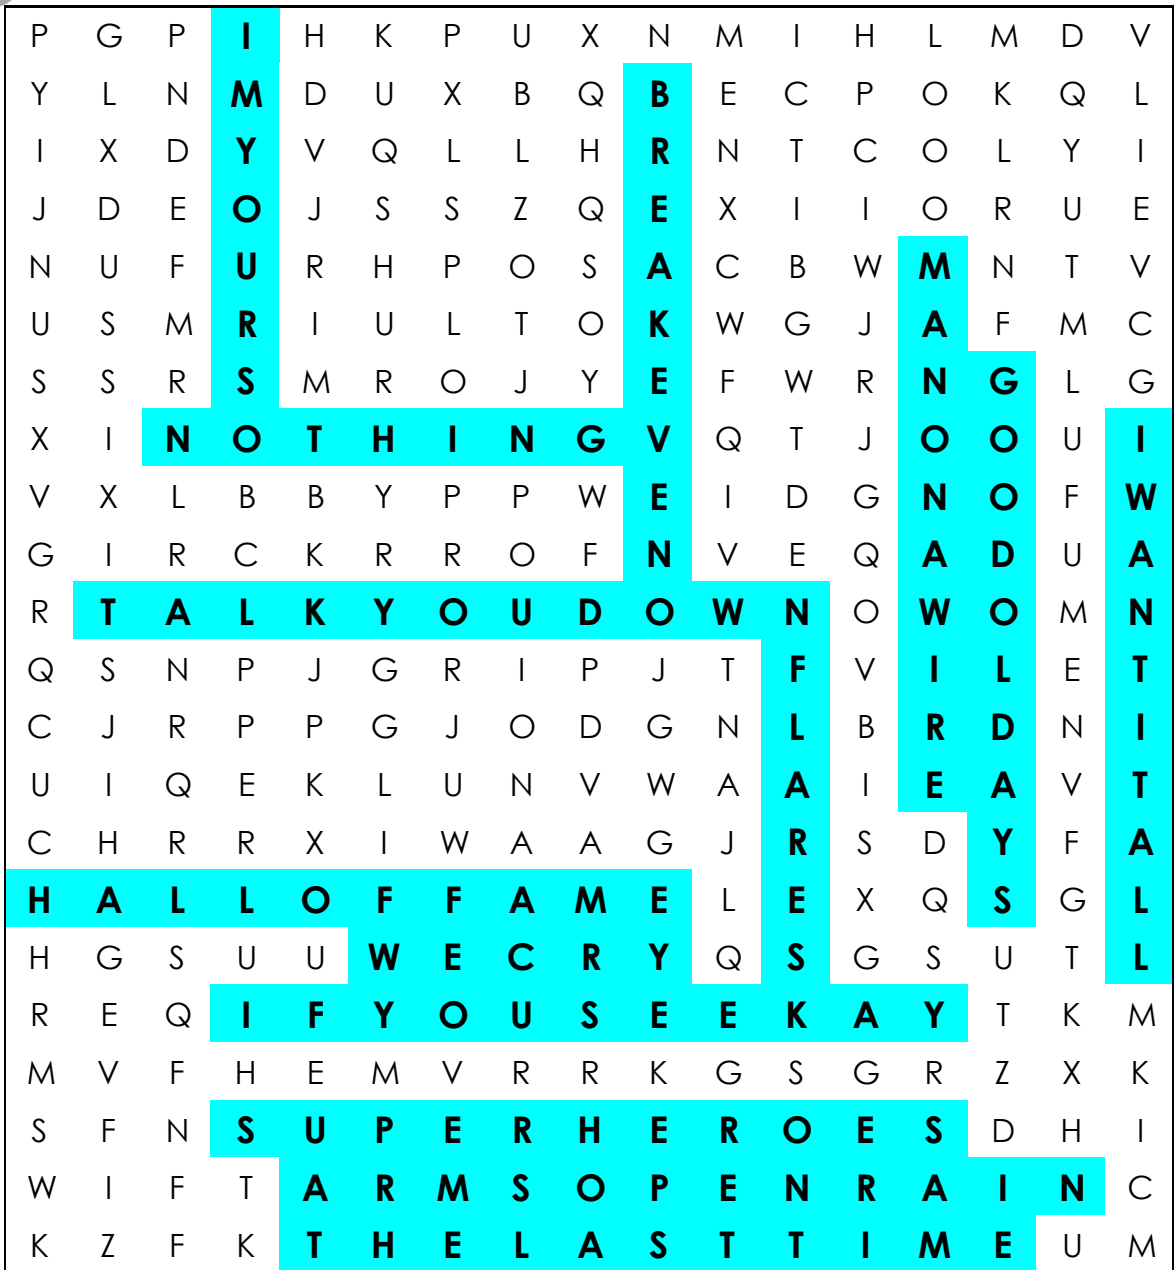 P G P I H K P U X N M I H L M D V
Y L N M D U X B Q B E C P O K Q L
I X D Y V Q L L H R N T C O L Y I
J D E O J S S Z Q E X I I O R U E
N U F U R H P O S A C B W M N T V
U S M R I U L T O K W G J A F M C
S S R S M R O J Y E F W R N G L G
X I N O T H I N G V Q T J O O U I
V X L B B Y P P W E I D G N O F W
G I R C K R R O F N V E Q A D U A
R T A L K Y O U D O W N O W O M N
Q S N P J G R I P J T F V I L E T
C J R P P G J O D G N L B R D N I
U I Q E K L U N V W A A I E A V T
C H R R X I W A A G J R S D Y F A
H A L L O F F A M E L E X Q S G L
H G S U U W E C R Y Q S G S U T L
R E Q I F Y O U S E E K A Y T K M
M V F H E M V R R K G S G R Z X K
S F N S U P E R H E R O E S D H I
W I F T A R M S O P E N R A I N C
K Z F K T H E L A S T T I M E U M